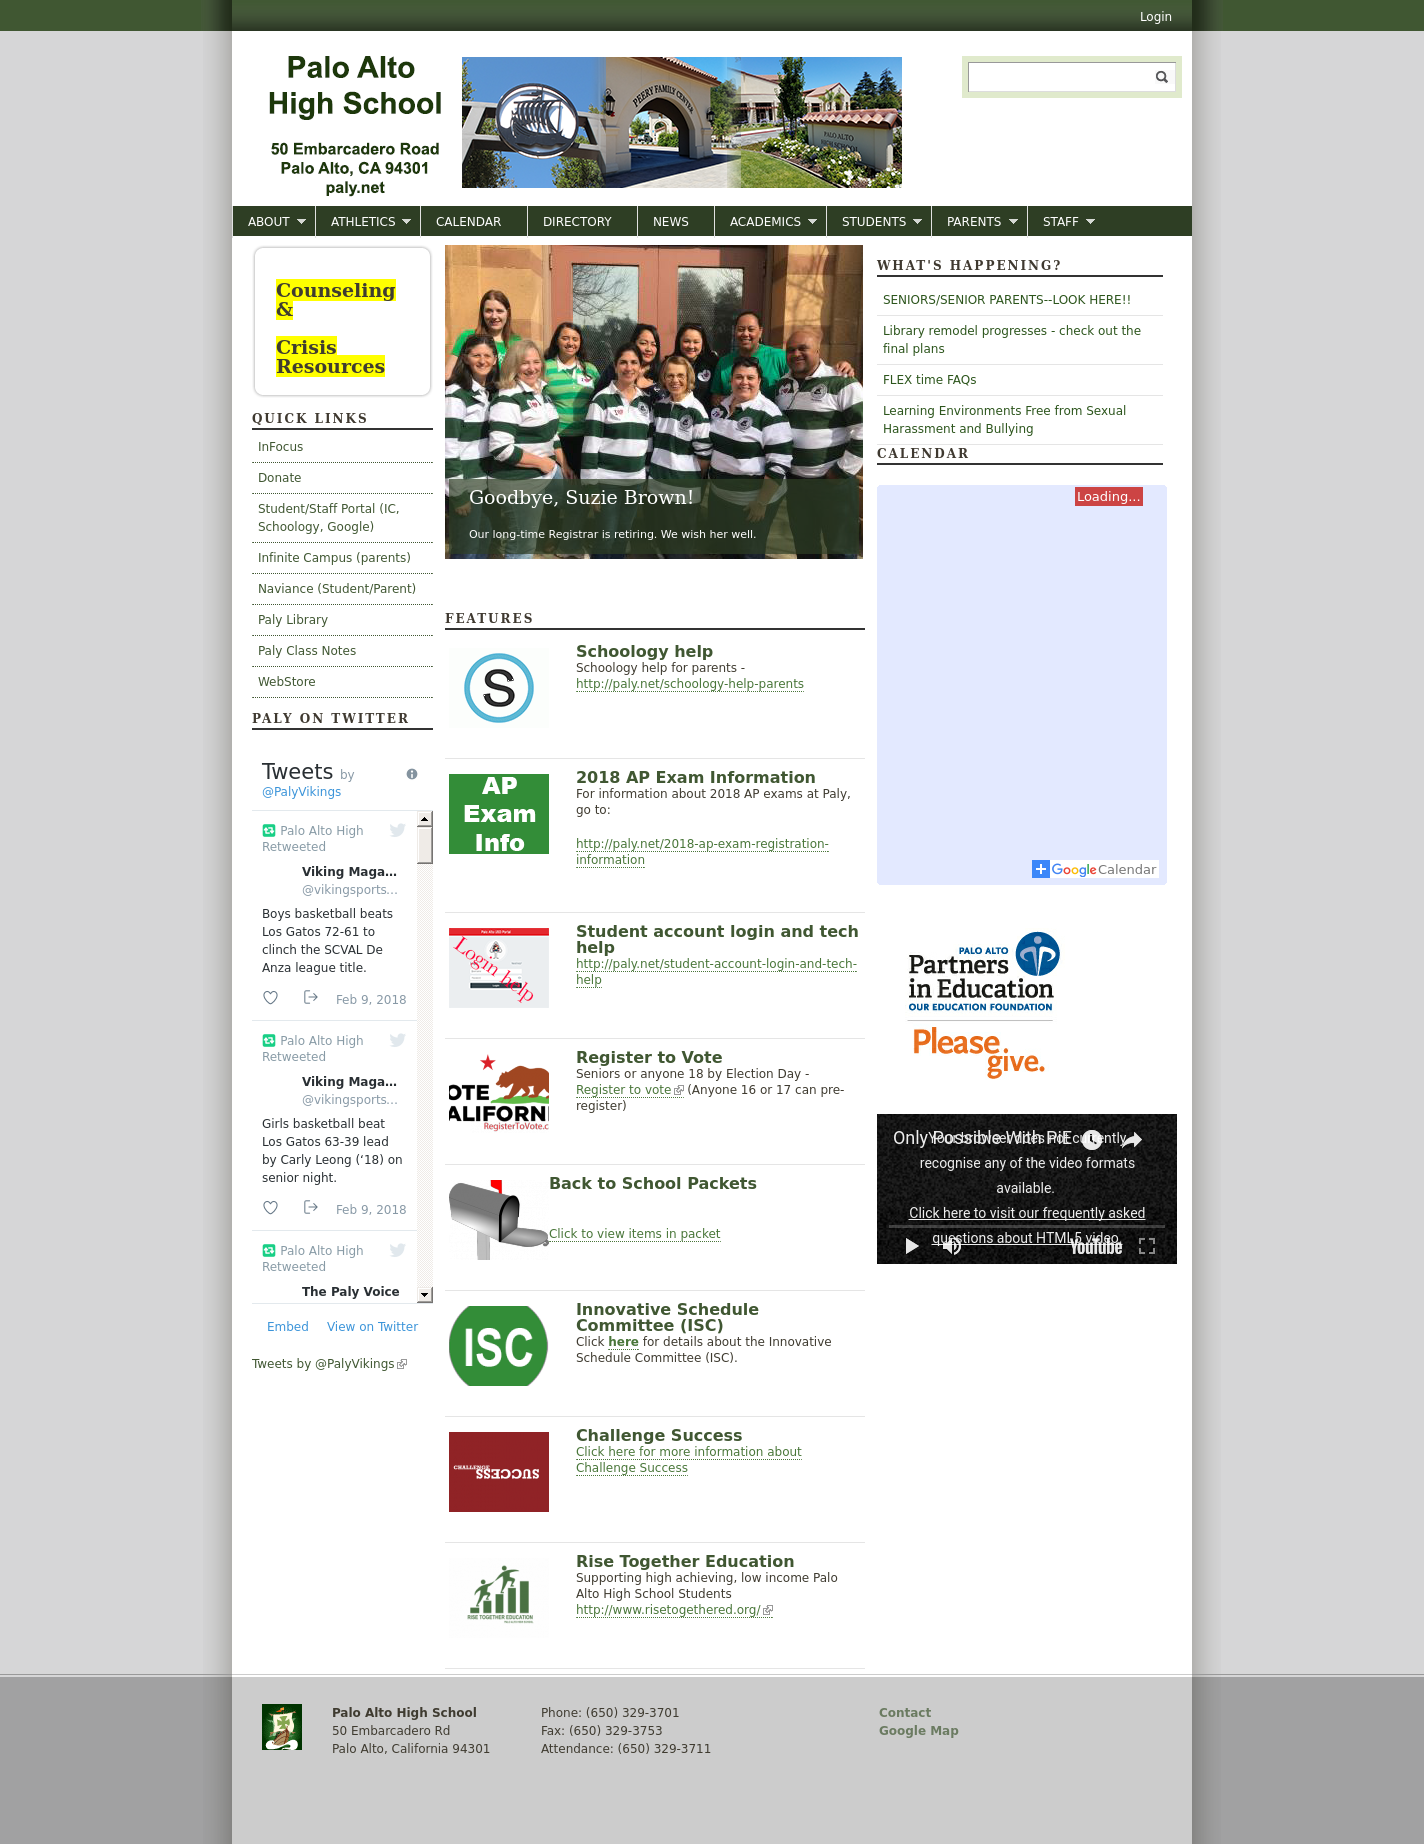 Login
Palo Alto
High School
50 Embarcadero Road
Palo Alto, CA 94301
paly.net
PERRY FAMILY CENTER
PALO ALTO
HIGH SCHOOL
ABOUT ATHLETICS CALENDAR DIRECTORY NEWS ACADEMICS STUDENTS PARENTS STAFF
Counseling
&
Crisis
Resources
QUICK LINKS
InFocus
Donate
Student/Staff Portal (IC,
Schoology, Google)
Infinite Campus (parents)
Naviance (Student/Parent)
Paly Library
Paly Class Notes
WebStore
PALY ON TWITTER
Tweets by
@PalyVikings
Palo Alto High
Retweeted
Viking Maga...
@vikingsports...
Boys basketball beats
Los Gatos 72-61 to
clinch the SCVAL De
Anza league title.
Feb 9, 2018
Palo Alto High
Retweeted
Viking Maga...
@vikingsports...
Girls basketball beat
Los Gatos 63-39 lead
by Carly Leong (‘18) on
senior night.
Feb 9, 2018
Palo Alto High
Retweeted
The Paly Voice
Embed View on Twitter
Tweets by @PalyVikings
Goodbye, Suzie Brown!
Our long-time Registrar is retiring. We wish her well.
FEATURES
S
Schoology help
Schoology help for parents -
http://paly.net/schoology-help-parents
AP
Exam
Info
2018 AP Exam Information
For information about 2018 AP exams at Paly,
go to:
http://paly.net/2018-ap-exam-registration-
information
Login help
Student account login and tech
help
http://paly.net/student-account-login-and-tech-
help
OTE
ALIFORN
RegisterToVote.c
Register to Vote
Seniors or anyone 18 by Election Day -
Register to vote (Anyone 16 or 17 can pre-
register)
Back to School Packets
Click to view items in packet
ISC
Innovative Schedule
Committee (ISC)
Click here for details about the Innovative
Schedule Committee (ISC).
CHALLENGE
SUCCESS
Challenge Success
Click here for more information about
Challenge Success
RISE TOGETHER EDUCATION
Rise Together Education
Supporting high achieving, low income Palo
Alto High School Students
http://www.risetogethered.org/
WHAT'S HAPPENING?
SENIORS/SENIOR PARENTS--LOOK HERE!!
Library remodel progresses - check out the
final plans
FLEX time FAQs
Learning Environments Free from Sexual
Harassment and Bullying
CALENDAR
Loading...
Google Calendar
PALO ALTO
Partners
in Education
OUR EDUCATION FOUNDATION
Please
give.
Only Possible With PiE
Your browser does not currently
recognise any of the video formats
available.
Click here to visit our frequently asked
questions about HTML5 video.
YouTube
Palo Alto High School
50 Embarcadero Rd
Palo Alto, California 94301
Phone: (650) 329-3701
Fax: (650) 329-3753
Attendance: (650) 329-3711
Contact
Google Map